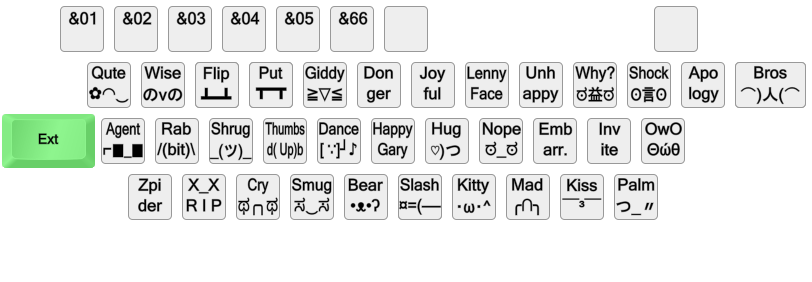 &01 &02 &03 &04 &05 &66
Qute Wise Flip Put Giddy Don Joy Lenny Unh Why? Shock Apo Bros
✿◠‿ のvの ┻━┻ ┳━┳ ≧▽≦ ger ful Face appy ಠ益ಠ ʘ言ʘ logy ⌒)人(⌒
Ext
Agent Rab Shrug Thumbs Dance Happy Hug Nope Emb Inv OwO
⌐■_■ /(bit)\ _(ツ)_ d( Up)b [ ∵]┘♪ Gary ♡)つ ಠ_ಠ arr. ite Θώθ
Zpi X_X Cry Smug Bear Slash Kitty Mad Kiss Palm
der R I P ಥ╭╮ಥ ಸ‿ಸ •ᴥ•ʔ ¤=(— ･ω･^ ╭∩╮ ￣³￣ つ_〃